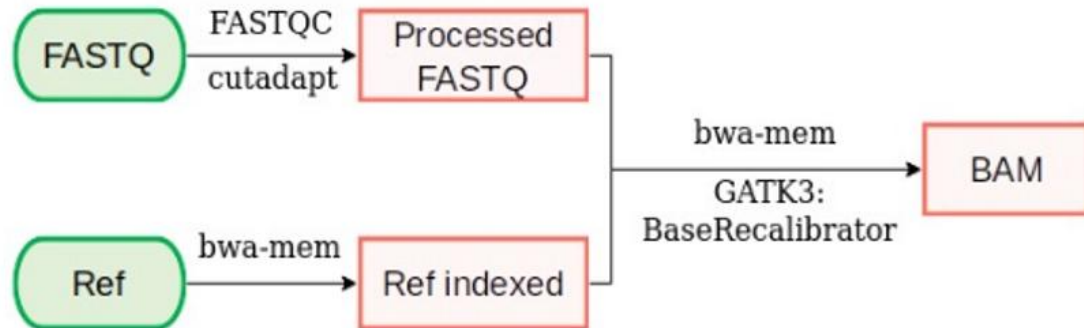 FASTQ
FASTQC
cutadapt
Processed
FASTQ
bwa-mem
GATK3:
BaseRecalibrator
BAM
Ref
bwa-mem
Ref indexed